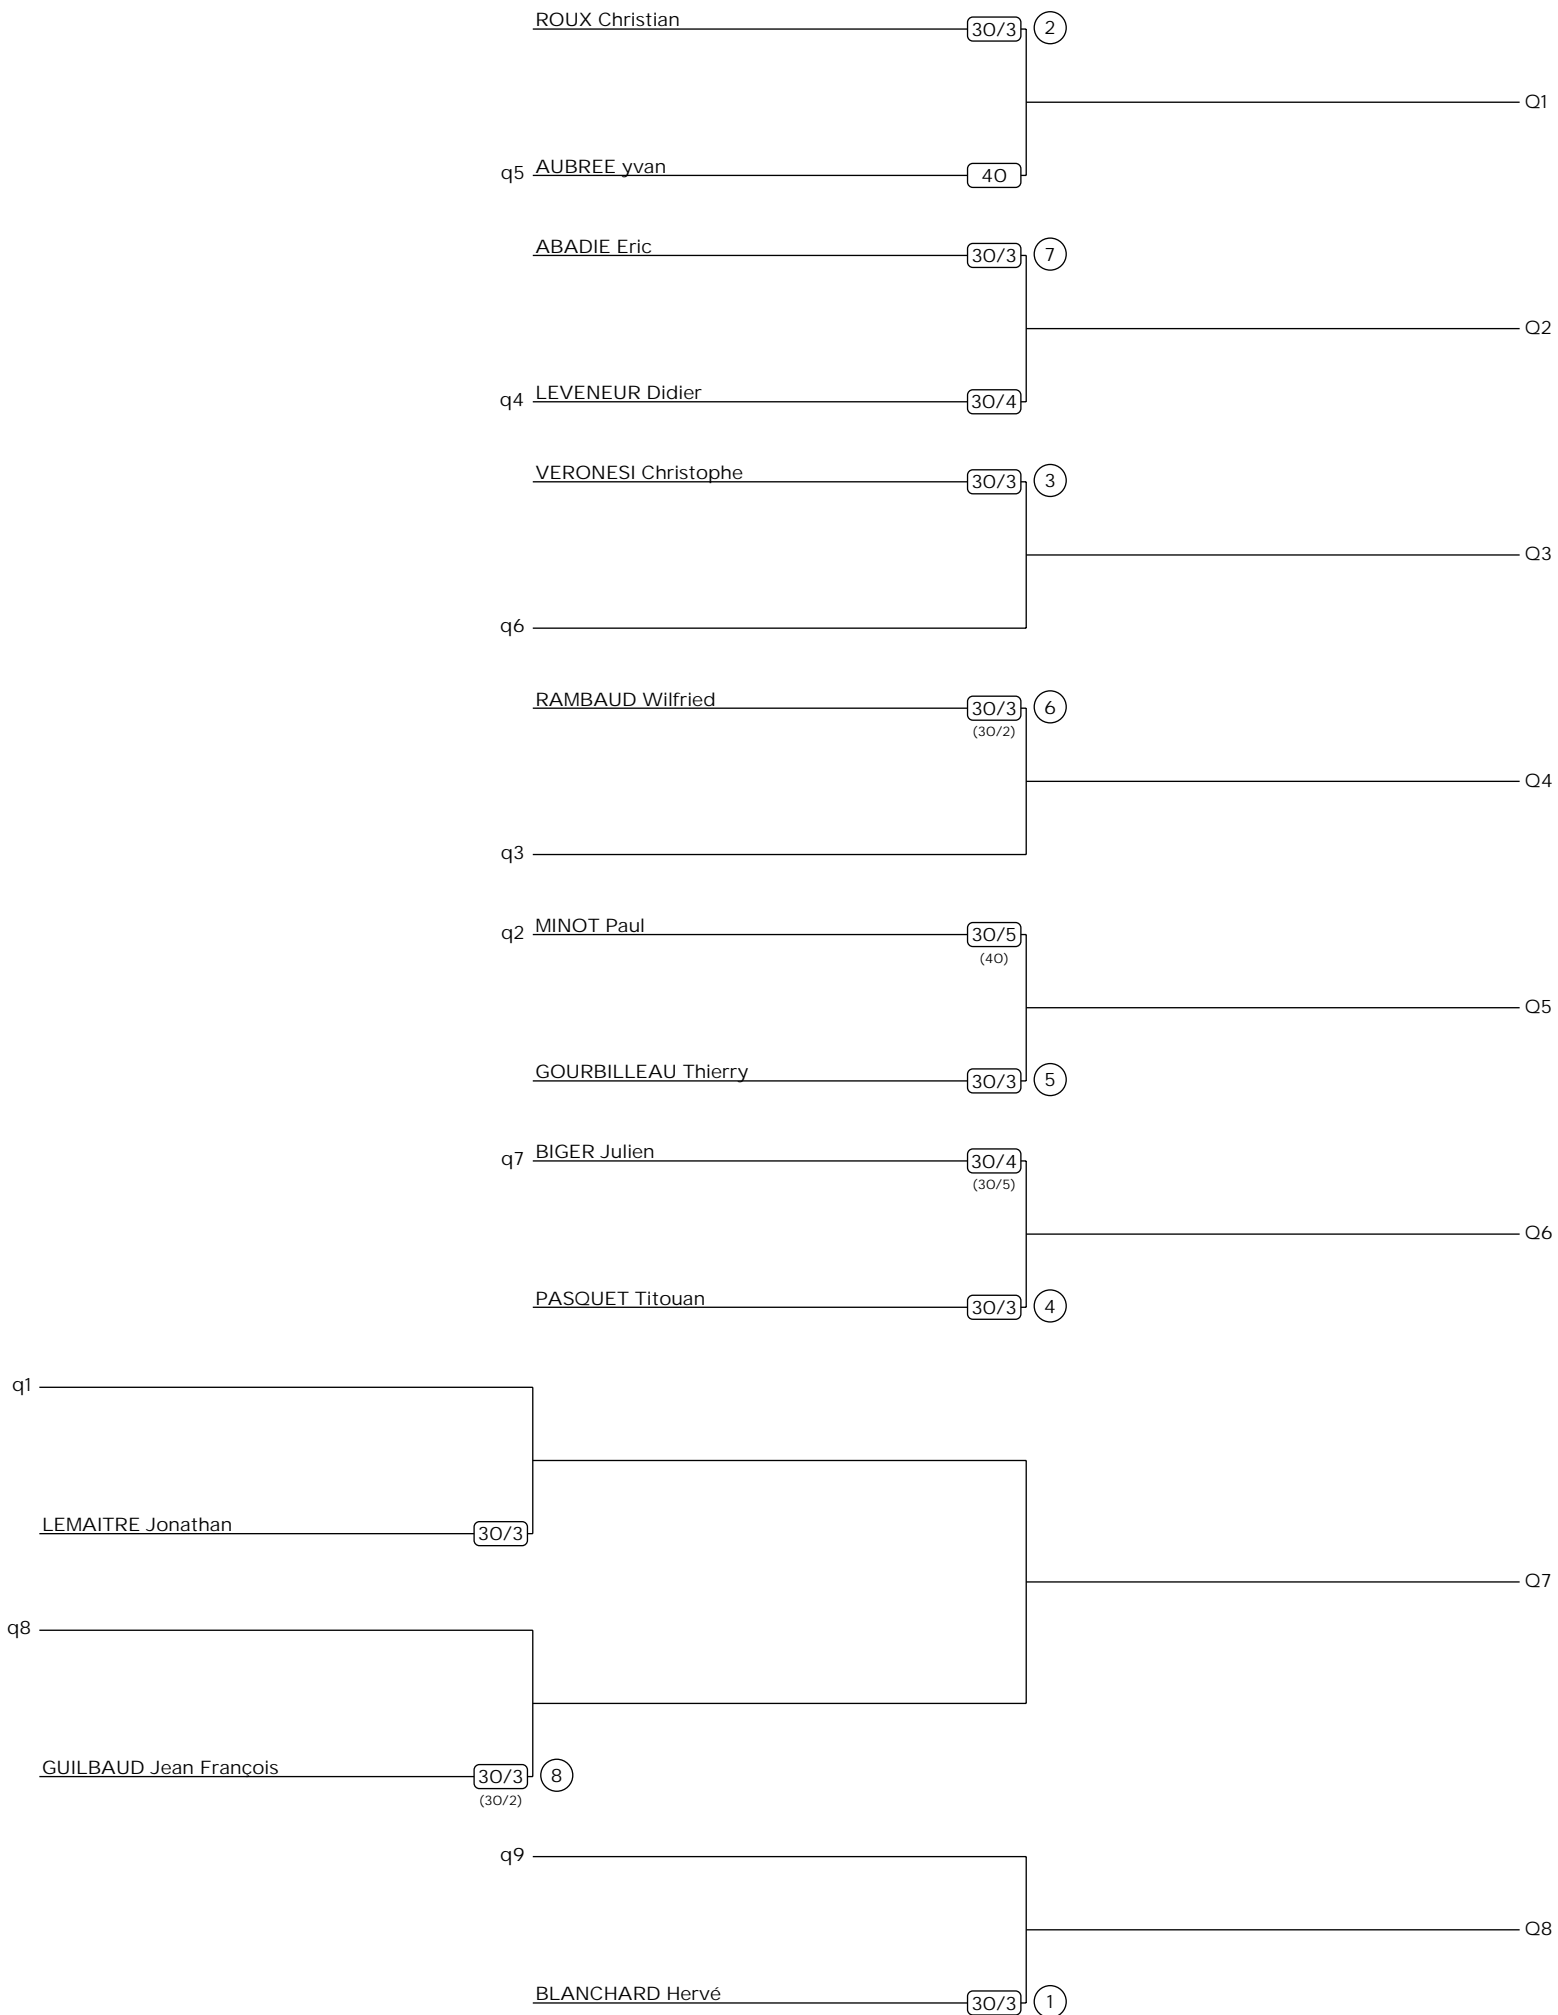 ROUX Christian 30/3 2
Q1
q5 AUBREE yvan 40
ABADIE Eric 30/3 7
Q2
q4 LEVENEUR Didier 30/4
VERONESI Christophe 30/3 3
Q3
q6
RAMBAUD Wilfried 30/3 6
(30/2)
Q4
q3
q2 MINOT Paul 30/5
(40)
Q5
GOURBILLEAU Thierry 30/3 5
q7 BIGER Julien 30/4
(30/5)
Q6
PASQUET Titouan 30/3 4
q1
LEMAITRE Jonathan 30/3
Q7
q8
GUILBAUD Jean François 30/3 8
(30/2)
q9
Q8
BLANCHARD Hervé 30/3 1